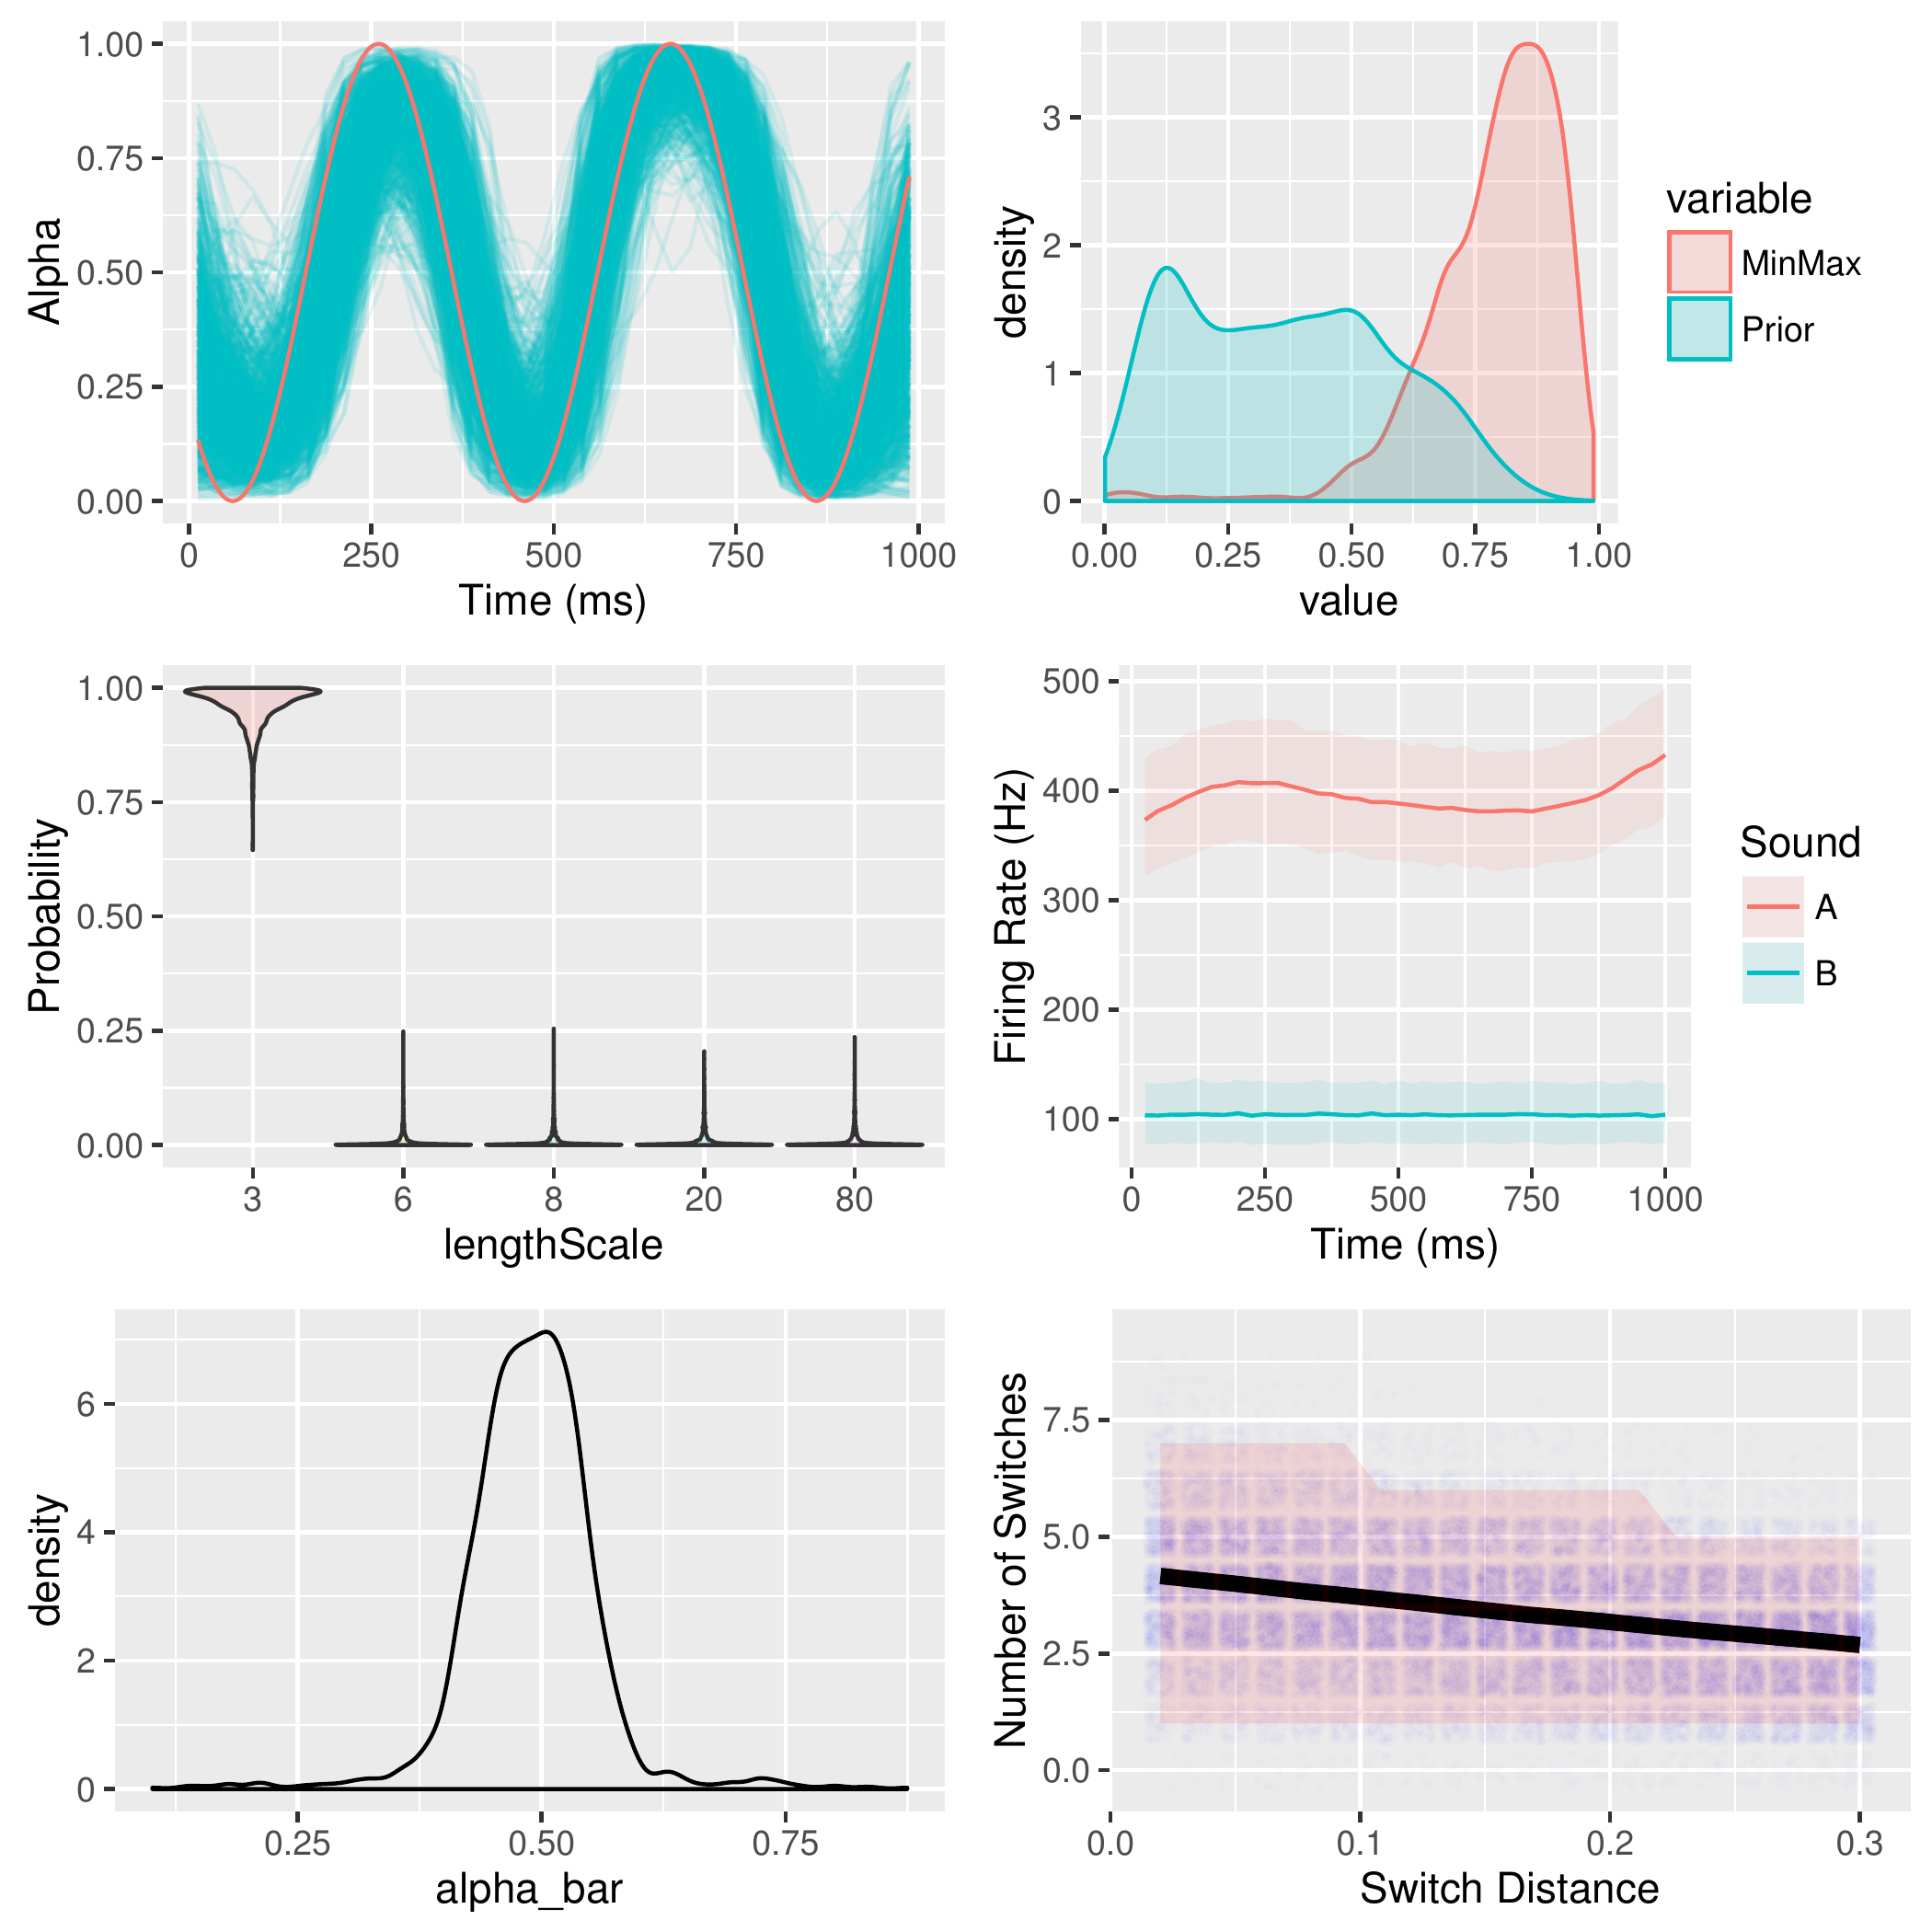 1.00
0.75
0.50
0.25
0.00
Alpha
0 250 500 750 1000
Time (ms)
3
2
1
0
density
0.00 0.25 0.50 0.75 1.00
value
variable
MinMax
Prior
1.00
0.75
0.50
0.25
0.00
Probability
3 6 8 20 80
lengthScale
500
400
300
200
100
Firing Rate (Hz)
0 250 500 750 1000
Time (ms)
Sound
A
B
6
4
2
0
density
0.25 0.50 0.75
alpha_bar
7.5
5.0
2.5
0.0
Number of Switches
0.0 0.1 0.2 0.3
Switch Distance